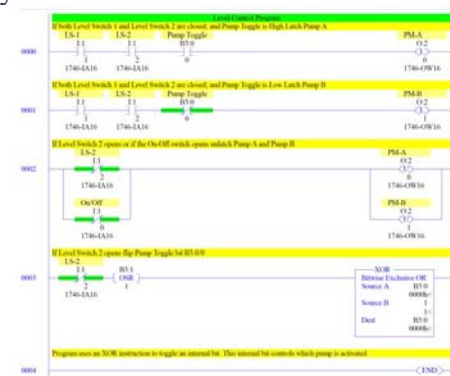 y
Level Control Program
If both Level Switch 1 and Level Switch 2 are closed; and Pump Toggle is High Latch Pump A
LS-1 LS-2 Pump Toggle PM-A
I:1 I:1 B3:0 O:2
0000 L
1 2 0 0
1746-IA16 1746-IA16 1746-OW16
If both Level Switch 1 and Level Switch 2 are closed; and Pump Toggle is Low Latch Pump B
LS-1 LS-2 Pump Toggle PM-B
I:1 I:1 B3:0 O:2
0001 L
1 2 0 1
1746-IA16 1746-IA16 1746-OW16
If Level Switch 2 opens or if the On/Off switch opens unlatch Pump A and Pump B
LS-2 PM-A
I:1 O:2
0002 U
2 0
1746-IA16 1746-OW16
On/Off PM-B
I:1 O:2
U
0 1
1746-IA16 1746-OW16
If Level Switch 2 opens flip Pump Toggle bit B3:0/0
LS-2
I:1 B3:1 XOR
0003 OSR Bitwise Exclusive OR
2 1 Source A B3:0
1746-IA16 0000h<
Source B 1
1<
Dest B3:0
0000h<
Program uses an XOR instruction to toggle an internal bit. This internal bit controls which pump is activated
0004 END